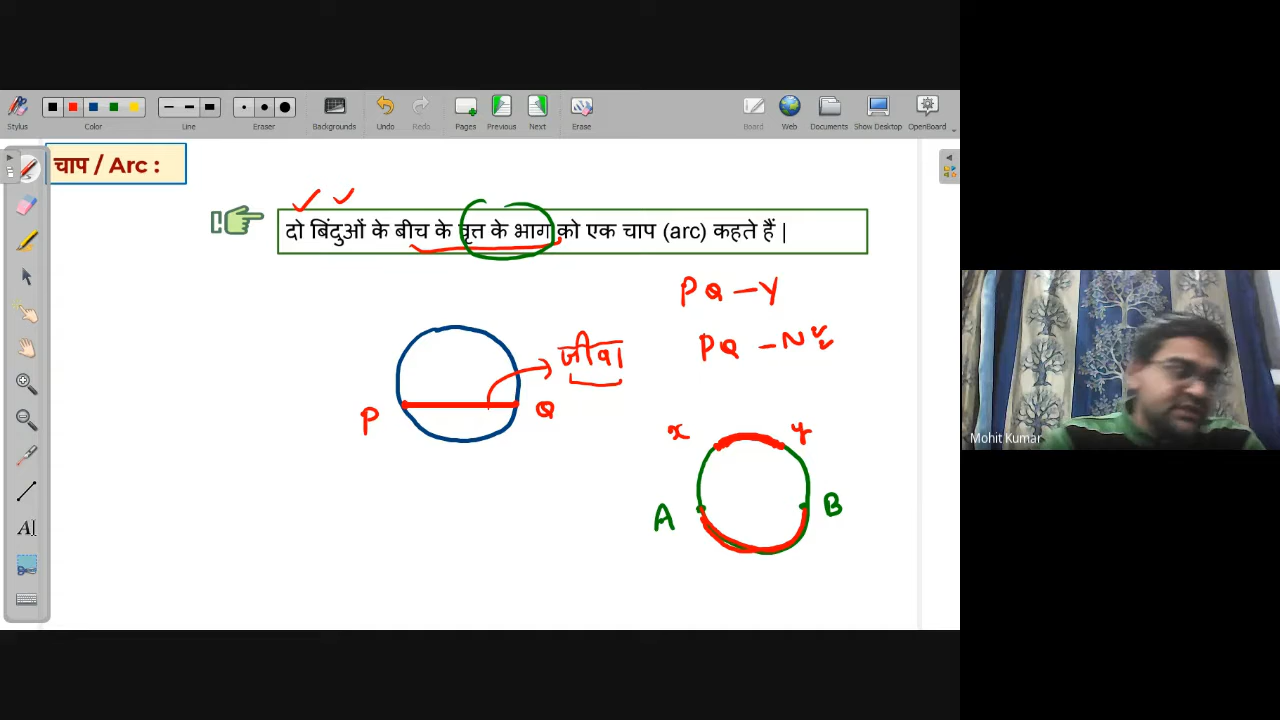 Stylus Color Line Eraser Backgrounds Undo Redo Pages Previous Next Erase Board Web Documents Show Desktop OpenBoard
चाप / Arc :
दो बिंदुओं के बीच के वृत्त के भाग को एक चाप (arc) कहते हैं |
PQ – Y
PQ – N
जीवा
P Q
x y
A B
Mohit Kumar